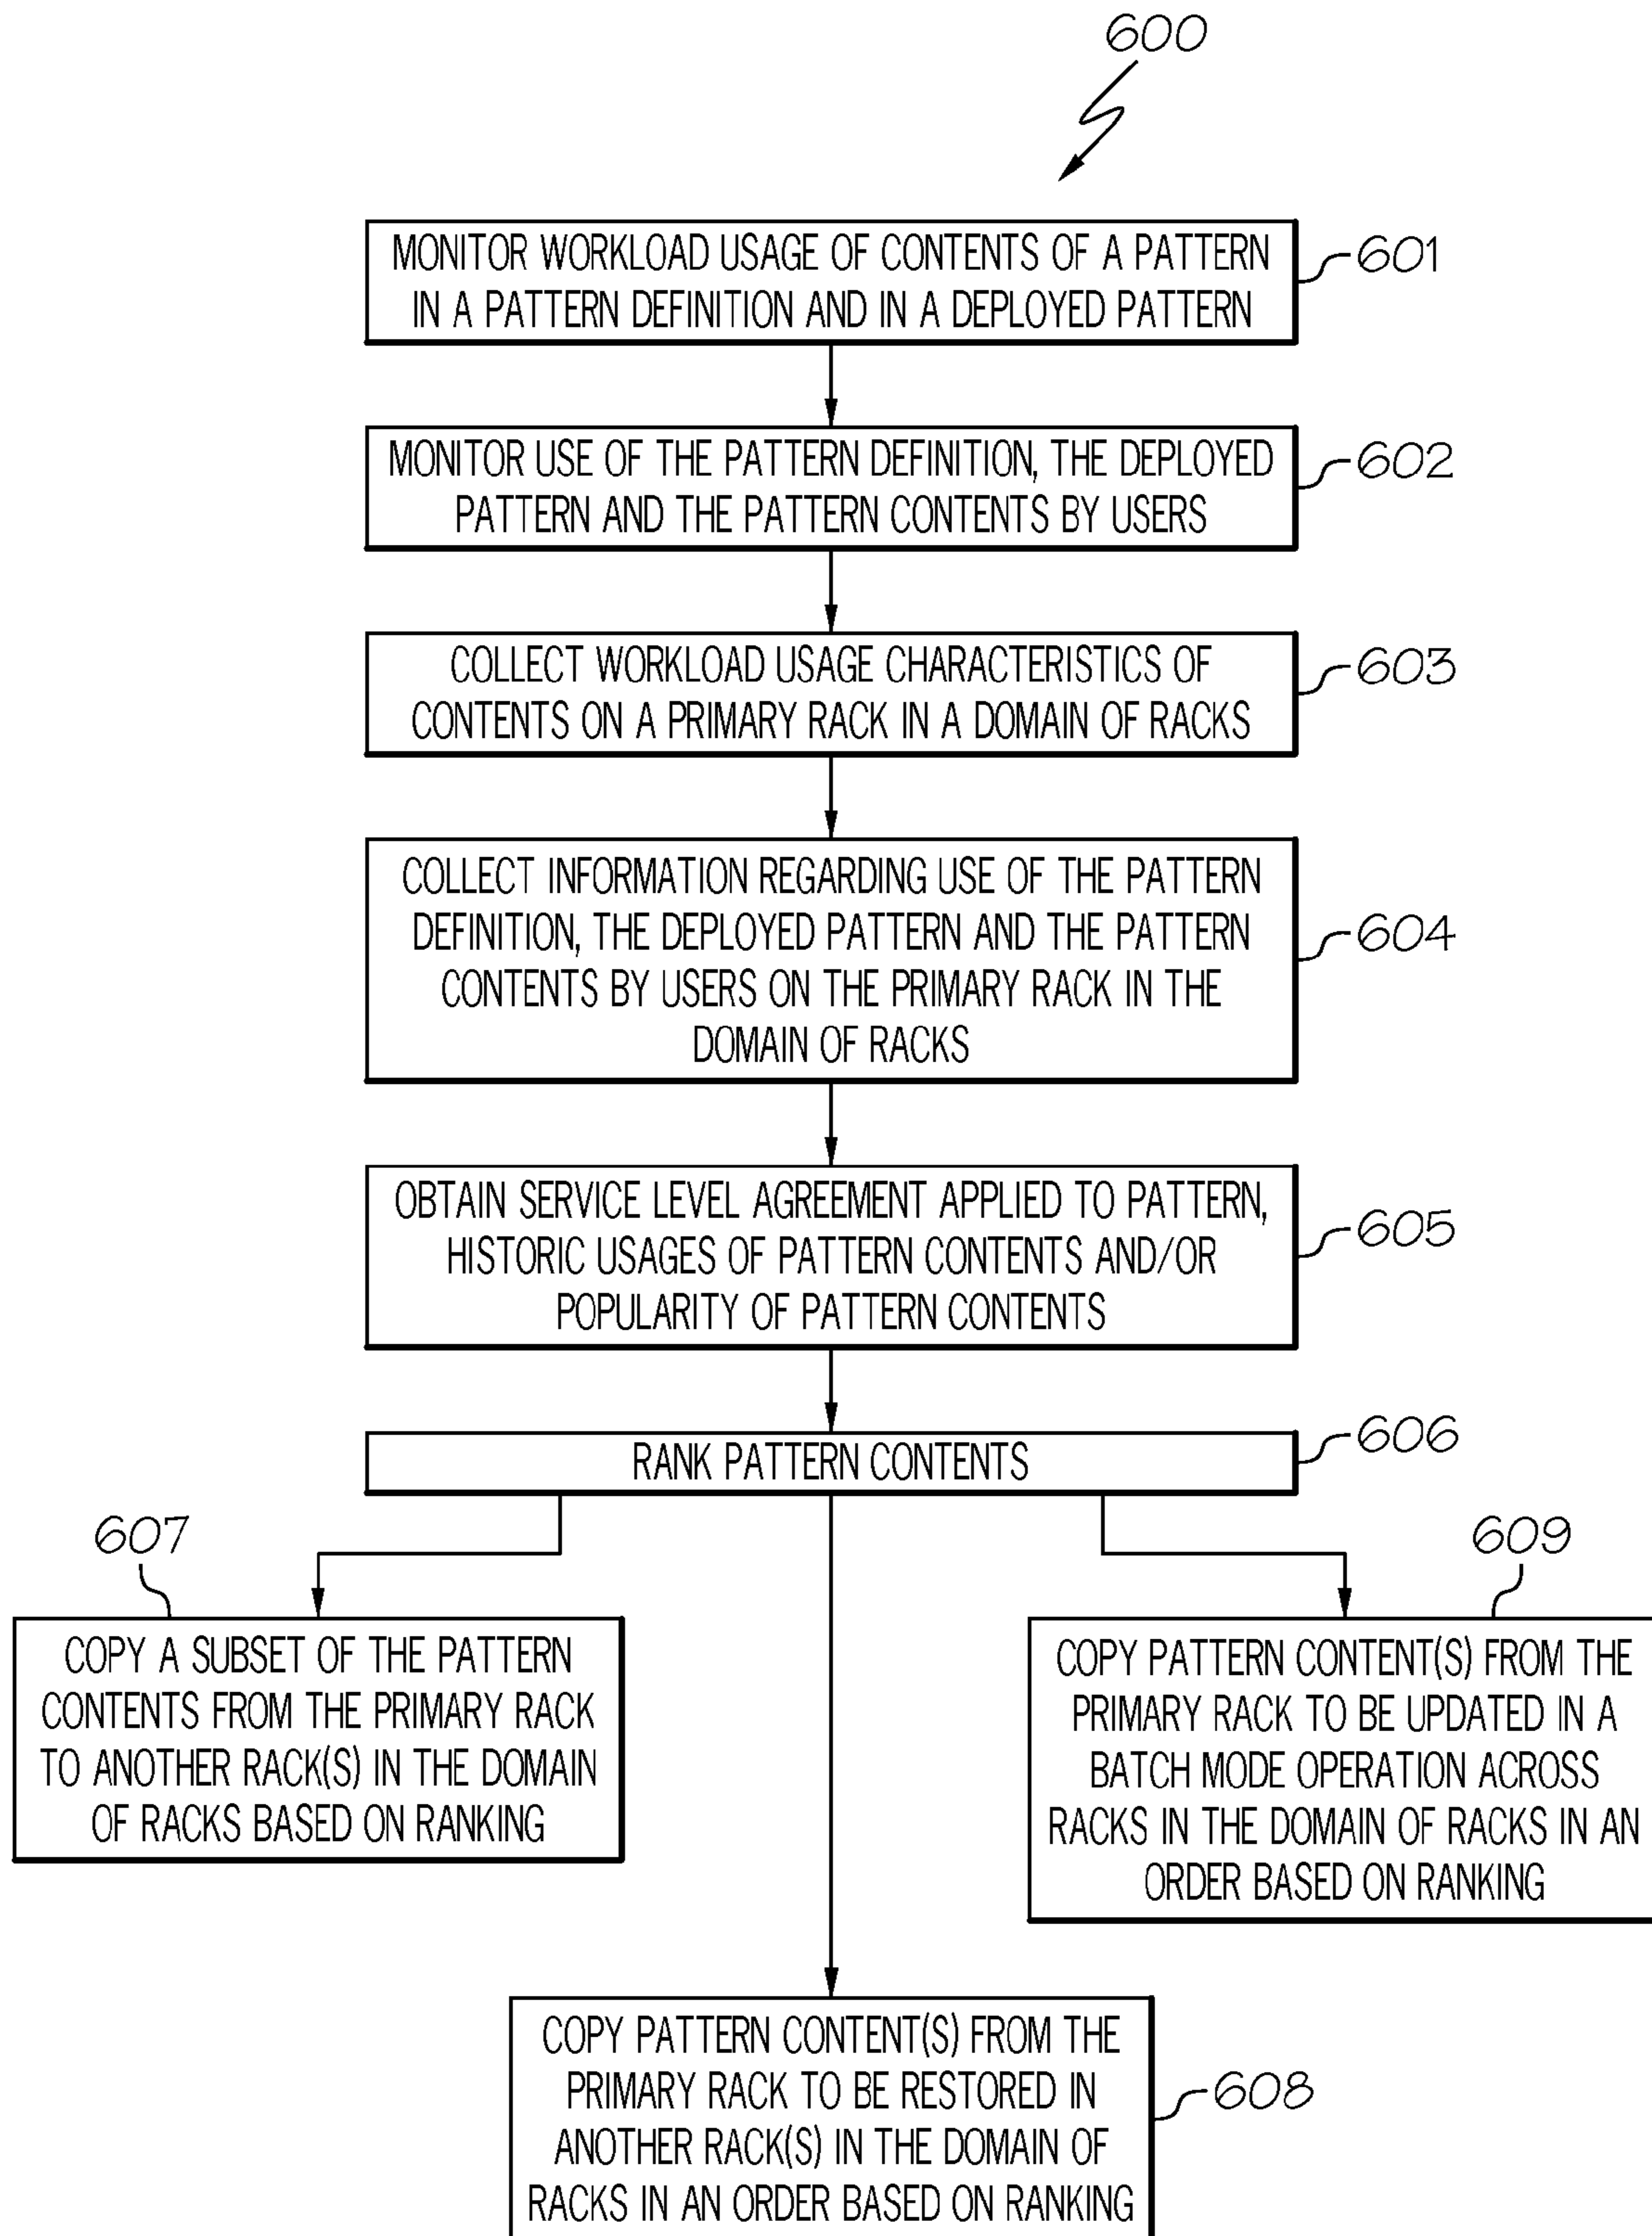 600
MONITOR WORKLOAD USAGE OF CONTENTS OF A PATTERN
IN A PATTERN DEFINITION AND IN A DEPLOYED PATTERN
601
MONITOR USE OF THE PATTERN DEFINITION, THE DEPLOYED
PATTERN AND THE PATTERN CONTENTS BY USERS
602
COLLECT WORKLOAD USAGE CHARACTERISTICS OF
CONTENTS ON A PRIMARY RACK IN A DOMAIN OF RACKS
603
COLLECT INFORMATION REGARDING USE OF THE PATTERN
DEFINITION, THE DEPLOYED PATTERN AND THE PATTERN
CONTENTS BY USERS ON THE PRIMARY RACK IN THE
DOMAIN OF RACKS
604
OBTAIN SERVICE LEVEL AGREEMENT APPLIED TO PATTERN,
HISTORIC USAGES OF PATTERN CONTENTS AND/OR
POPULARITY OF PATTERN CONTENTS
605
RANK PATTERN CONTENTS
606
607
COPY A SUBSET OF THE PATTERN
CONTENTS FROM THE PRIMARY RACK
TO ANOTHER RACK(S) IN THE DOMAIN
OF RACKS BASED ON RANKING
609
COPY PATTERN CONTENT(S) FROM THE
PRIMARY RACK TO BE UPDATED IN A
BATCH MODE OPERATION ACROSS
RACKS IN THE DOMAIN OF RACKS IN AN
ORDER BASED ON RANKING
COPY PATTERN CONTENT(S) FROM THE
PRIMARY RACK TO BE RESTORED IN
ANOTHER RACK(S) IN THE DOMAIN OF
RACKS IN AN ORDER BASED ON RANKING
608